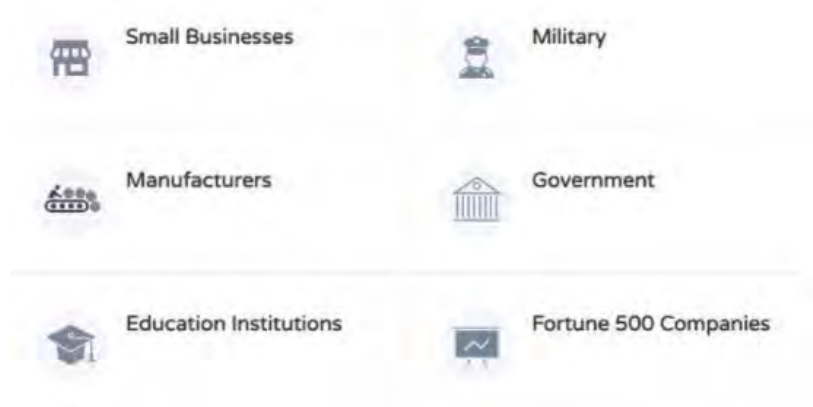 Small Businesses
Military
Manufacturers
Government
Education Institutions
Fortune 500 Companies